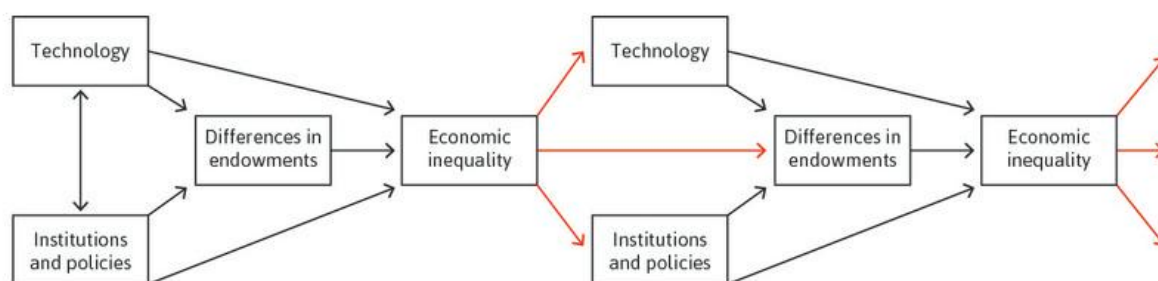 Technology
Differences in
endowments
Economic
inequality
Institutions
and policies
Technology
Differences in
endowments
Economic
inequality
Institutions
and policies